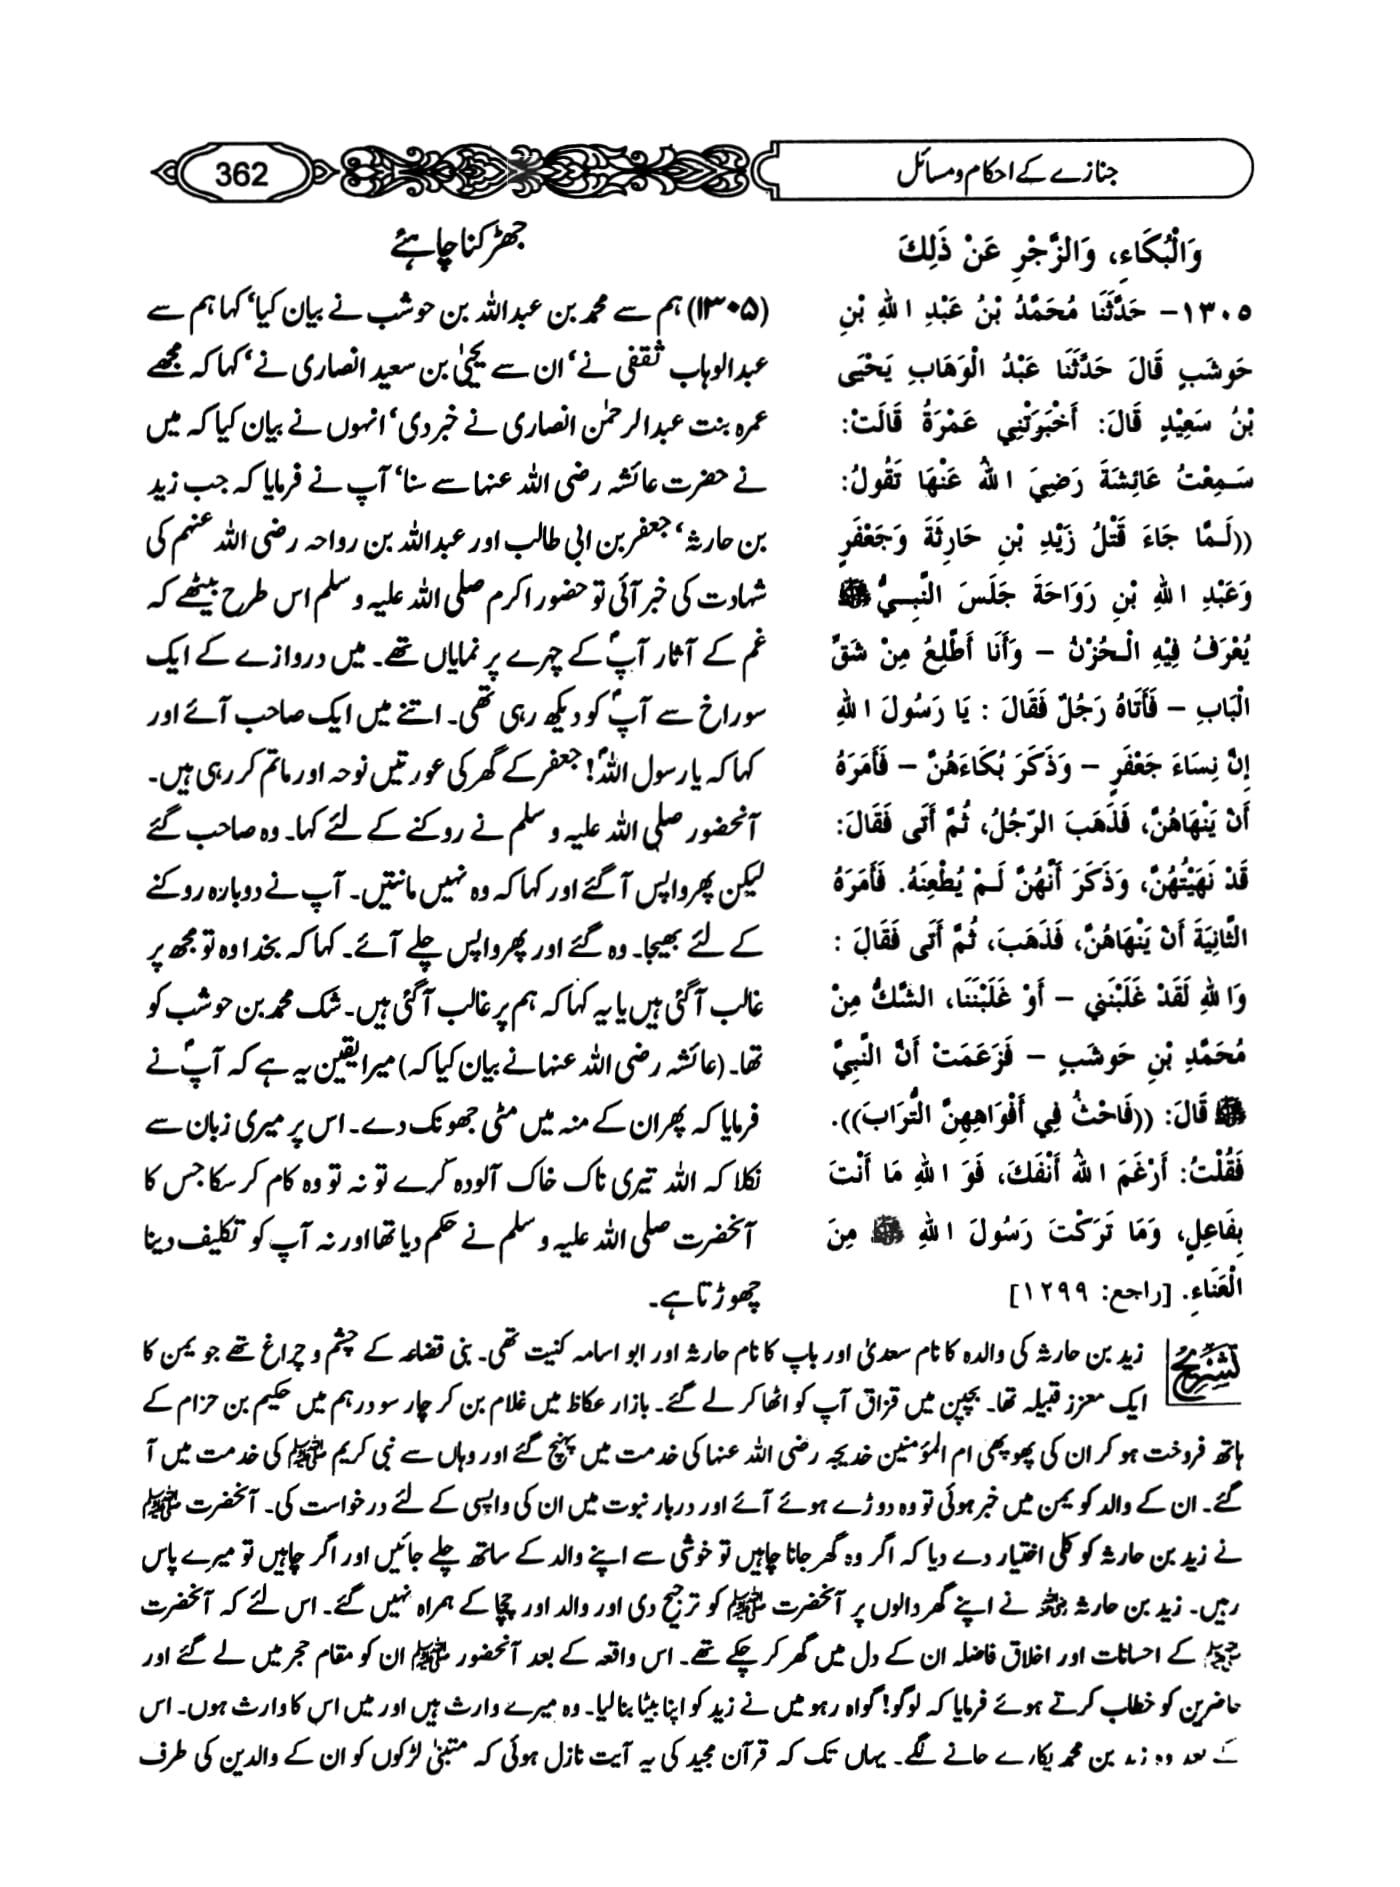 جنازے کے احکام و مسائل
362
وَالْبُكَاءِ، وَالزَّجْرِ عَنْ ذَلِكَ
١٣٠٥- حَدَّثَنَا مُحَمَّدُ بْنُ عَبْدِ اللهِ بْنِ
حَوشَبٍ قَالَ حَدَّثَنَا عَبْدُ الْوَهَابِ يَحْيَى
بْنُ سَعِيْدٍ قَالَ: أَخْبَرَتْنِي عَمْرَةُ قَالَتْ:
سَمِعْتُ عَائِشَةَ رَضِيَ اللهُ عَنْهَا تَقُولُ:
((لَـمَّا جَاءَ قَتْلُ زَيْدِ بْنِ حَارِثَةَ وَجَعْفَرٍ
وَعَبْدِ اللهِ بْنِ رَوَاحَةَ جَلَسَ النَّبِـيُّ ﷺ
يُعْرَفُ فِيْهِ الْـحُزْنُ – وَأَنَا أَطَّلِعُ مِنْ شَقِّ
الْبَابِ – فَأَتَاهُ رَجُلٌ فَقَالَ : يَا رَسُولَ اللهِ
إِنَّ نِسَاءَ جَعْفَرٍ – وَذَكَرَ بُكَاءَهُنَّ – فَأَمَرَهُ
أَنْ يَنْهَاهُنَّ، فَذَهَبَ الرَّجُلُ، ثُمَّ أَتَى فَقَالَ:
قَدْ نَهَيْتُهُنَّ، وَذَكَرَ أَنَّهُنَّ لَـمْ يُطْعِنَهُ. فَأَمَرَهُ
الثَّانِيَةَ أَنْ يَنْهَاهُنَّ، فَذَهَبَ، ثُمَّ أَتَى فَقَالَ :
وَاللهِ لَقَدْ غَلَبْنَنِي – أَوْ غَلَبْنَنَا، الشَّكُّ مِنْ
مُحَمَّدِ بْنِ حَوشَبٍ – فَزَعَمَتْ أَنَّ النَّبِيَّ
ﷺ قَالَ: ((فَاحْثُ فِي أَفْوَاهِهِنَّ التُّرَابَ)).
فَقُلْتُ: أَرْغَمَ اللهُ أَنْفَكَ، فَوَ اللهِ مَا أَنْتَ
بِفَاعِلٍ، وَمَا تَرَكْتَ رَسُولَ اللهِ ﷺ مِنَ
الْعَنَاءِ. [راجع: ١٢٩٩]
جھڑکنا چاہئے
(۱۳۰۵) ہم سے محمد بن عبداللہ بن حوشب نے بیان کیا‘ کہا ہم سے
عبدالوہاب ثقفی نے‘ ان سے یحییٰ بن سعید انصاری نے‘ کہا کہ مجھے
عمرہ بنت عبدالرحمٰن انصاری نے خبر دی‘ انہوں نے بیان کیا کہ میں
نے حضرت عائشہ رضی اللہ عنہا سے سنا‘ آپ نے فرمایا کہ جب زید
بن حارثہ‘ جعفر بن ابی طالب اور عبداللہ بن رواحہ رضی اللہ عنہم کی
شہادت کی خبر آئی تو حضور اکرم صلی اللہ علیہ و سلم اس طرح بیٹھے کہ
غم کے آثار آپؐ کے چہرے پر نمایاں تھے۔ میں دروازے کے ایک
سوراخ سے آپؐ کو دیکھ رہی تھی۔ اتنے میں ایک صاحب آئے اور
کہا کہ یا رسول اللہؐ! جعفر کے گھر کی عورتیں نوحہ اور ماتم کر رہی ہیں۔
آنحضور صلی اللہ علیہ و سلم نے روکنے کے لئے کہا۔ وہ صاحب گئے
لیکن پھر واپس آ گئے اور کہا کہ وہ نہیں مانتیں۔ آپ نے دوبارہ روکنے
کے لئے بھیجا۔ وہ گئے اور پھر واپس چلے آئے۔ کہا کہ بخدا وہ تو مجھ پر
غالب آ گئی ہیں یا یہ کہا کہ ہم پر غالب آ گئی ہیں۔ شک محمد بن حوشب کو
تھا۔ (عائشہ رضی اللہ عنہا نے بیان کیا کہ) میرا یقین یہ ہے کہ آپؐ نے
فرمایا کہ پھر ان کے منہ میں مٹی جھونک دے۔ اس پر میری زبان سے
نکلا کہ اللہ تیری ناک خاک آلودہ کرے تو نہ تو وہ کام کر سکا جس کا
آنحضرت صلی اللہ علیہ و سلم نے حکم دیا تھا اور نہ آپ کو تکلیف دینا
چھوڑتا ہے۔
تشریح زید بن حارثہ کی والدہ کا نام سعدیٰ اور باپ کا نام حارثہ اور ابو اسامہ کنیت تھی۔ بنی قضاعہ کے چشم و چراغ تھے جو یمن کا
ایک معزز قبیلہ تھا۔ بچپن میں قزاق آپ کو اٹھا کر لے گئے۔ بازار عکاظ میں غلام بن کر چار سو درہم میں حکیم بن حزام کے
ہاتھ فروخت ہو کر ان کی پھوپھی ام المؤمنین خدیجہ رضی اللہ عنہا کی خدمت میں پہنچ گئے اور وہاں سے نبی کریم ﷺ کی خدمت میں آ
گئے۔ ان کے والد کو یمن میں خبر ہوئی تو وہ دوڑے ہوئے آئے اور دربار نبوت میں ان کی واپسی کے لئے درخواست کی۔ آنحضرت ﷺ
نے زید بن حارثہ کو کلی اختیار دے دیا کہ اگر وہ گھر جانا چاہیں تو خوشی سے اپنے والد کے ساتھ چلے جائیں اور اگر چاہیں تو میرے پاس
رہیں۔ زید بن حارثہ رضی اللہ عنہ نے اپنے گھر والوں پر آنحضرت ﷺ کو ترجیح دی اور والد اور چچا کے ہمراہ نہیں گئے۔ اس لئے کہ آنحضرت
ﷺ کے احسانات اور اخلاق فاضلہ ان کے دل میں گھر کر چکے تھے۔ اس واقعہ کے بعد آنحضور ﷺ ان کو مقام حجر میں لے گئے اور
حاضرین کو خطاب کرتے ہوئے فرمایا کہ لوگو! گواہ رہو میں نے زید کو اپنا بیٹا بنا لیا۔ وہ میرے وارث ہیں اور میں اس کا وارث ہوں۔ اس
کے بعد وہ زید بن محمد پکارے جانے لگے۔ یہاں تک کہ قرآن مجید کی یہ آیت نازل ہوئی کہ متبنیٰ لڑکوں کو ان کے والدین کی طرف